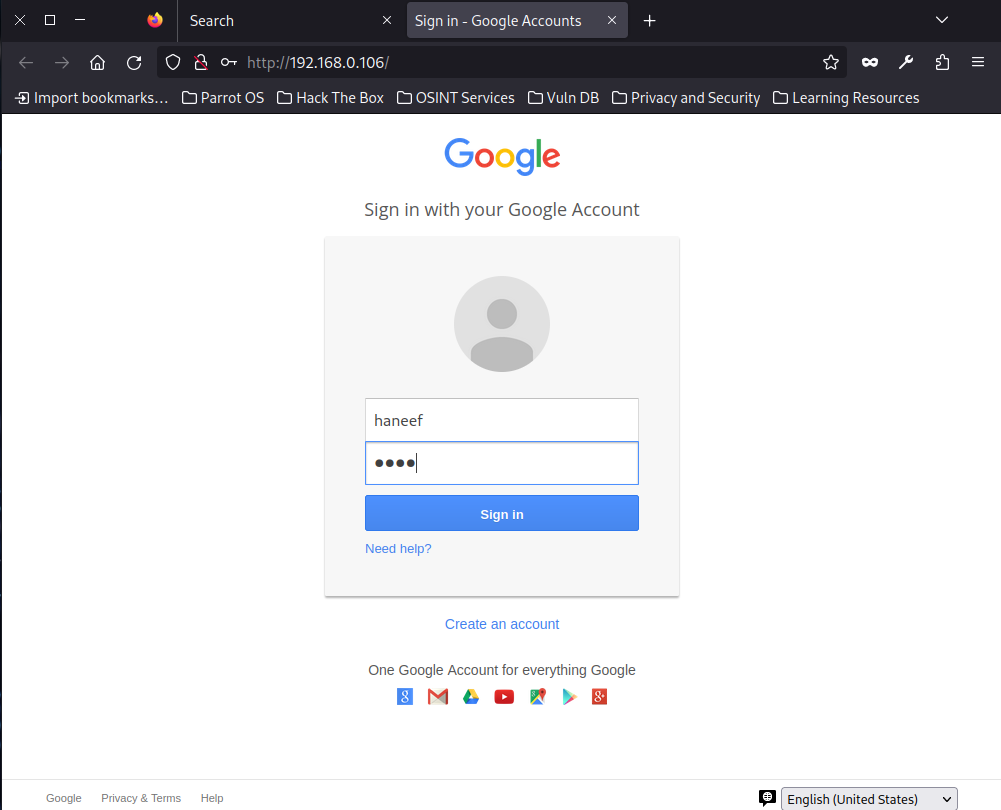 Search
Sign in - Google Accounts
http://192.168.0.106/
Import bookmarks… Parrot OS Hack The Box OSINT Services Vuln DB Privacy and Security Learning Resources
Google
Sign in with your Google Account
haneef
●●●●
Sign in
Need help?
Create an account
One Google Account for everything Google
Google Privacy & Terms Help
English (United States)